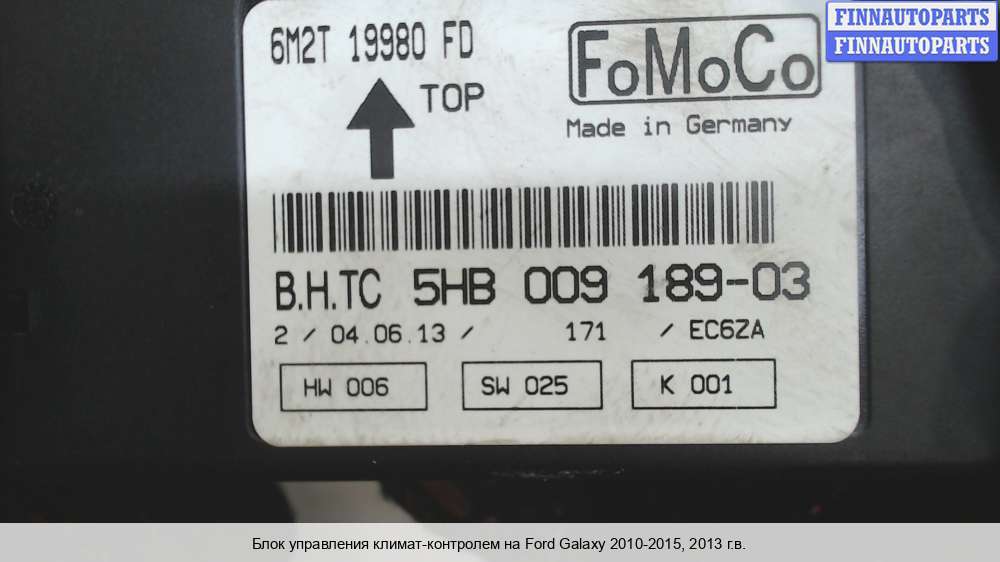 6M2T 19980 FD
FoMoCo
TOP
Made in Germany
B.H.TC 5HB 009 189-03
2 / 04.06.13 / 171 / EC6ZA
HW 006
SW 025
K 001
FINNAUTOPARTS
FINNAUTOPARTS
Блок управления климат-контролем на Ford Galaxy 2010-2015, 2013 г.в.